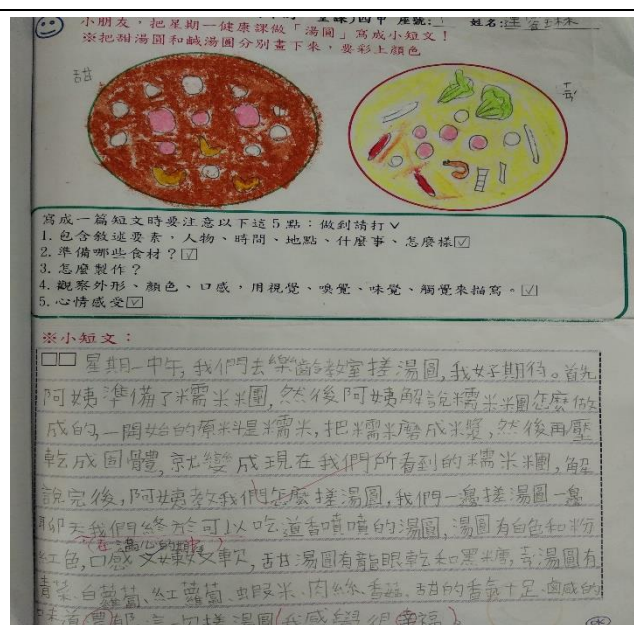 小朋友，把星期一健康課做「湯圓」寫成小短文！
※把甜湯圓和鹹湯圓分別畫下來，要彩上顏色
甜
寫成一篇短文時要注意以下這5點：做到請打∨
1. 包含敘述要素，人物、時間、地點、什麼事、怎麼樣☑
2. 準備哪些食材？☑
3. 怎麼製作？
4. 觀察外形、顏色、口感，用視覺、嗅覺、味覺、觸覺來描寫。☑
5. 心情感受☑
※小短文：
□□星期一中午，我們去樂齡教室搓湯圓，我好期待。首先
阿姨準備了糯米米團，然後阿姨解說糯米米團怎麼做
成的，一開始的原料是糯米，把糯米磨成米漿，然後再壓
乾成固體，就變成現在我們所看到的糯米團，解
說完後，阿姨教我們怎麼搓湯圓，我們一邊搓湯圓一邊
聊天我們終於可以吃道香噴噴的湯圓，湯圓有白色和粉
紅色，口感又嫩又軟，甜湯圓有龍眼乾和黑糖，湯圓有
青菜、白蘿蔔、紅蘿蔔、蝦米、肉絲、香菇、甜的香氣十足、鹹的
味道